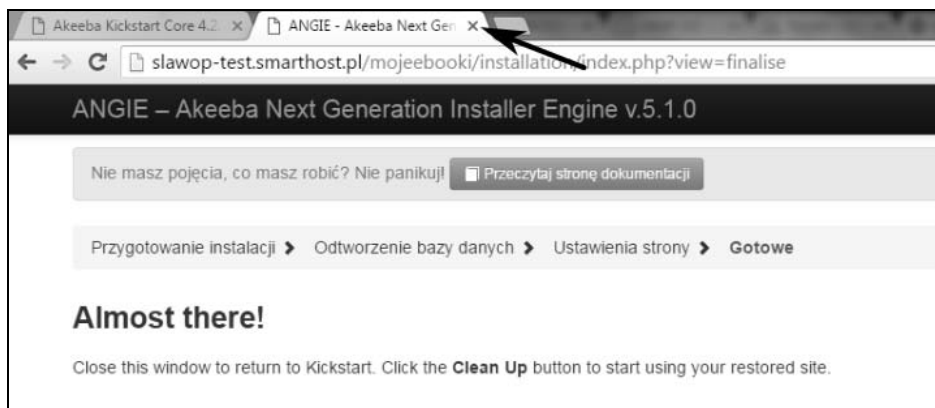 Akeeba Kickstart Core 4.2. ANGIE - Akeeba Next Gen
slawop-test.smarthost.pl/mojeebooki/installation/index.php?view=finalise
ANGIE – Akeeba Next Generation Installer Engine v.5.1.0
Nie masz pojęcia, co masz robić? Nie panikuj! Przeczytaj stronę dokumentacji
Przygotowanie instalacji Odtworzenie bazy danych Ustawienia strony Gotowe
Almost there!
Close this window to return to Kickstart. Click the Clean Up button to start using your restored site.